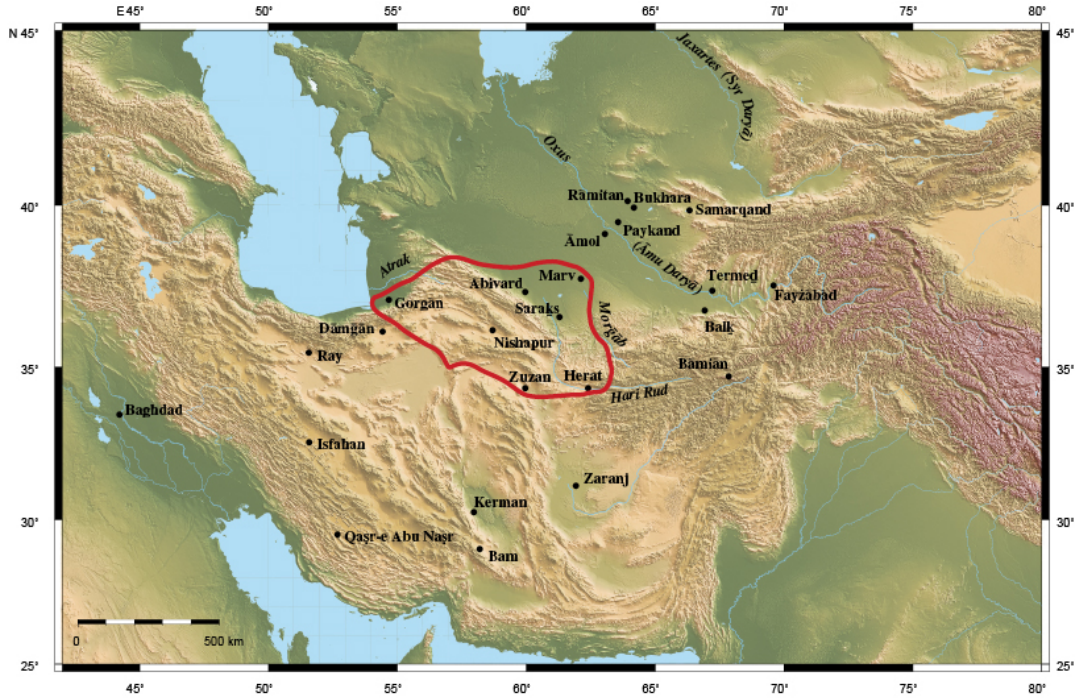 E 45° 50° 55° 60° 65° 70° 75° 80°
N 45° 45°
Jaxartes (Syr Daryā)
Oxus
Rāmitan
Bukhara
40° Samarqand 40°
Paykand
Āmol
(Āmu Daryā)
Atrak
Marv
Termed
Abivard
Fayżābād
Gorgan
Saraḵs
Morḡāb
Balḵ
Dāmḡān
Nishapur
Ray
35° Bāmiān 35°
Zuzan
Herat
Hari Rud
Baghdad
Isfahan
Zaranj
Kerman
30° 30°
Qaṣr-e Abu Naṣr
Bam
0 500 km
25° 25°
45° 50° 55° 60° 65° 70° 75° 80°